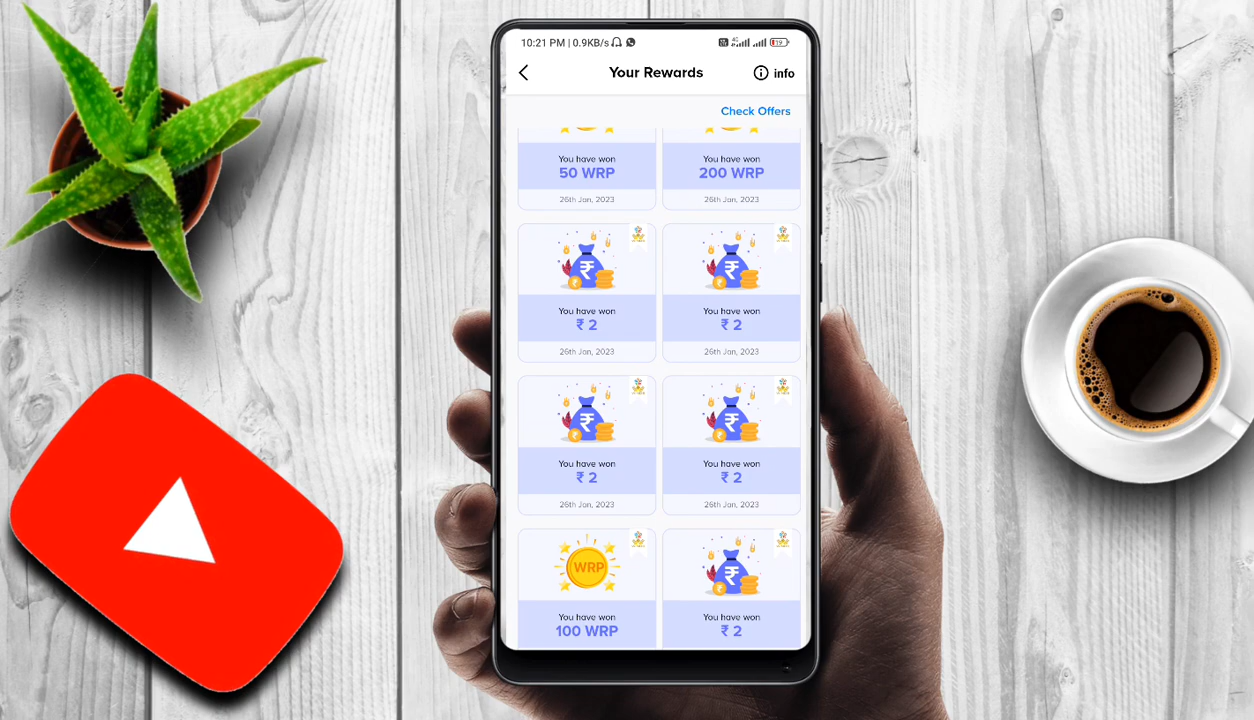 10:21 PM | 0.9KB/s
4G
19
Your Rewards
info
Check Offers
You have won
50 WRP
26th Jan, 2023
You have won
200 WRP
26th Jan, 2023
₹
You have won
₹ 2
26th Jan, 2023
₹
You have won
₹ 2
26th Jan, 2023
₹
You have won
₹ 2
26th Jan, 2023
₹
You have won
₹ 2
26th Jan, 2023
WRP
You have won
100 WRP
₹
You have won
₹ 2